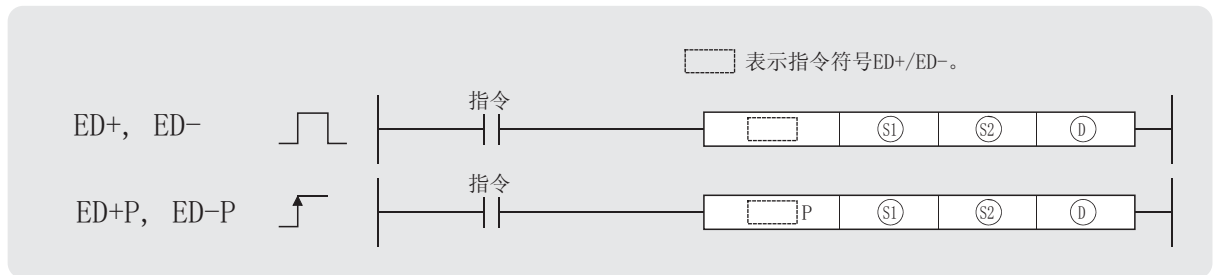 表示指令符号ED+/ED-。
指令
ED+, ED- S1 S2 D
指令
ED+P, ED-P P S1 S2 D